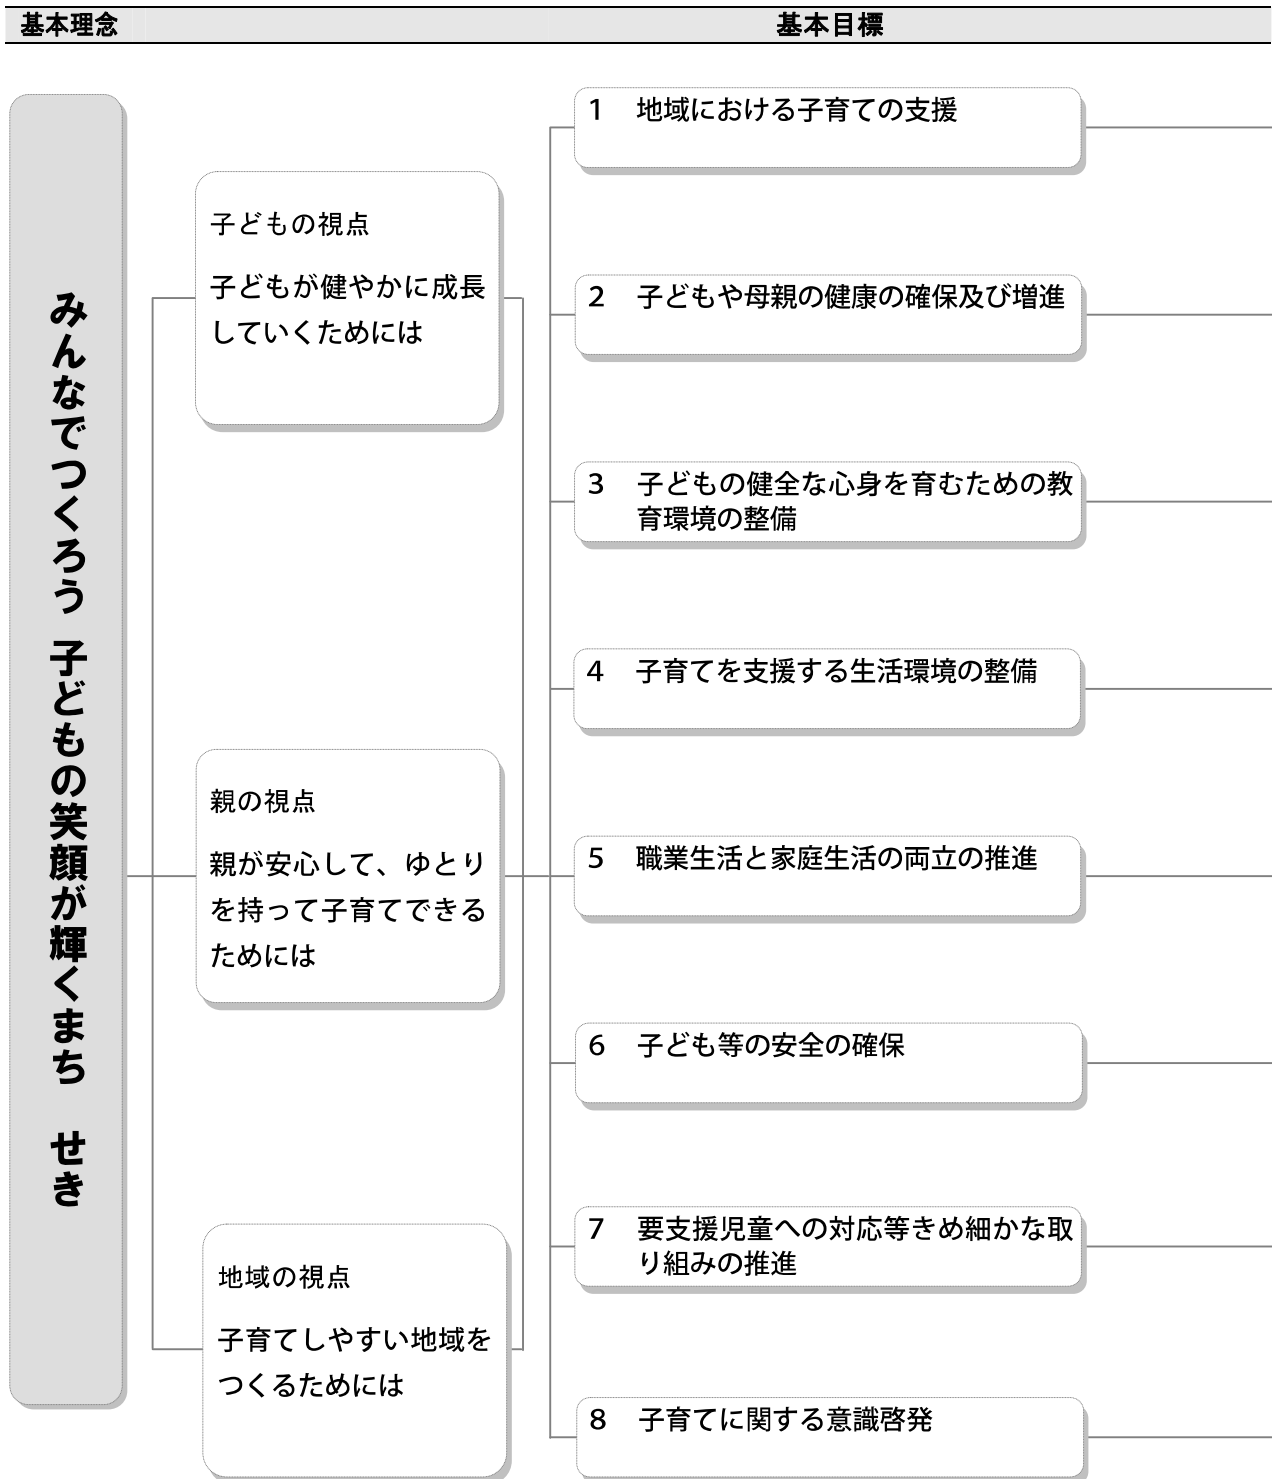 基本理念
基本目標
みんなでつくろう 子どもの笑顔が輝くまち　せき
子どもの視点
子どもが健やかに成長
していくためには
親の視点
親が安心して、ゆとり
を持って子育てできる
ためには
地域の視点
子育てしやすい地域を
つくるためには
1　地域における子育ての支援
2　子どもや母親の健康の確保及び増進
3　子どもの健全な心身を育むための教
育環境の整備
4　子育てを支援する生活環境の整備
5　職業生活と家庭生活の両立の推進
6　子ども等の安全の確保
7　要支援児童への対応等きめ細かな取
り組みの推進
8　子育てに関する意識啓発